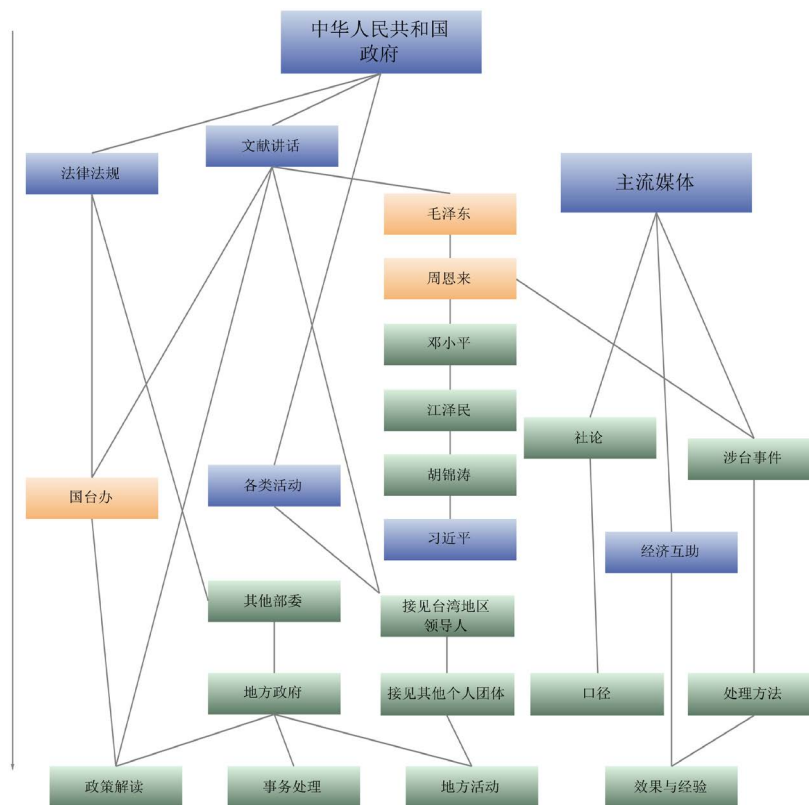 中华人民共和国
政府
文献讲话
法律法规
主流媒体
毛泽东
周恩来
邓小平
江泽民
社论
涉台事件
胡锦涛
各类活动
国台办
习近平
经济互助
其他部委
接见台湾地区
领导人
地方政府
接见其他个人团体
口径
处理方法
政策解读
事务处理
地方活动
效果与经验